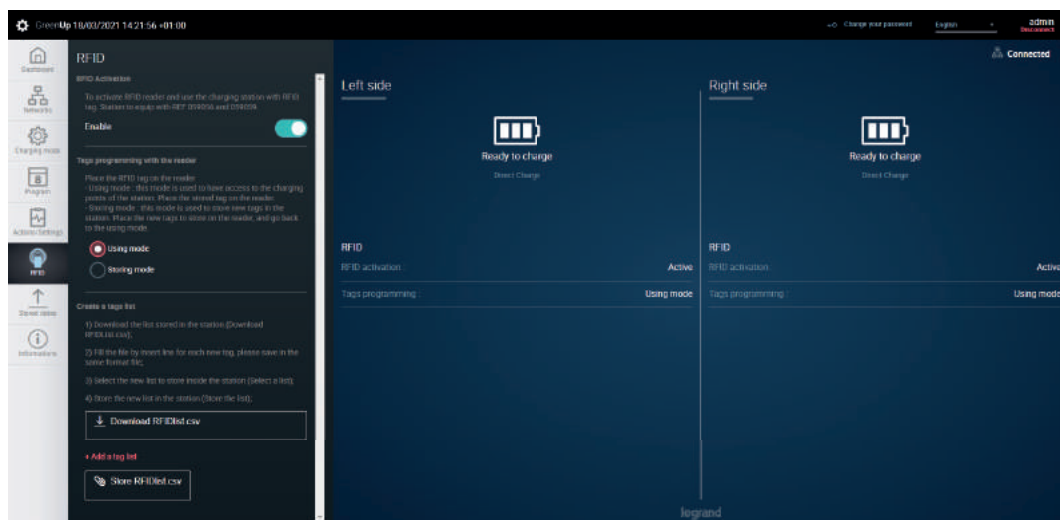 GreenUp 18/03/2021 14:21:56 +01:00
Change your password
English
admin
Disconnect
Connected
Dashboard
Networks
Charging mode
Program
Actions/Settings
RFID
Informations
RFID
RFID Activation
To activate RFID reader and use the charging station with RFID
tag. Station to equip with REF 059056 and 059059.
Enable
Tags programming with the reader
Place the RFID tag on the reader
- Using mode : this mode is used to have access to the charging
points of the station. Place the stored tag on the reader.
- Storing mode : this mode is used to store new tags in the
station. Place the new tags to store on the reader, and go back
to the using mode.
Using mode
Storing mode
Create a tags list
1) Download the list stored in the station (Download
RFIDList.csv);
2) Fill the file by insert line for each new tag, please save in the
same format file;
3) Select the new list to store inside the station (Select a list);
4) Store the new list in the station (Store the list);
Download RFIDlist.csv
+ Add a tag list
Store RFIDlist.csv
Left side
Ready to charge
Direct Charge
RFID
RFID activation : Active
Tags programming : Using mode
Right side
Ready to charge
Direct Charge
RFID
RFID activation : Active
Tags programming : Using mode
legrand